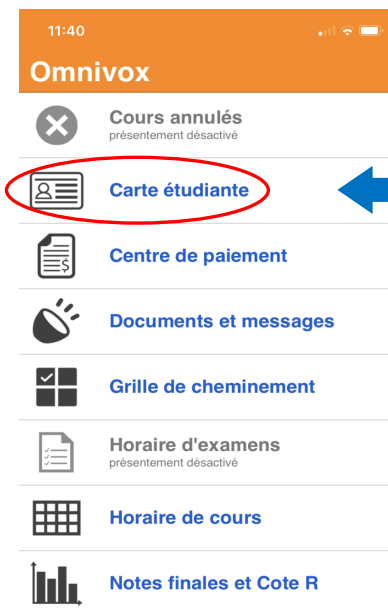 11:40
Omnivox
Cours annulés
présentement désactivé
Carte étudiante
Centre de paiement
Documents et messages
Grille de cheminement
Horaire d'examens
présentement désactivé
Horaire de cours
Notes finales et Cote R